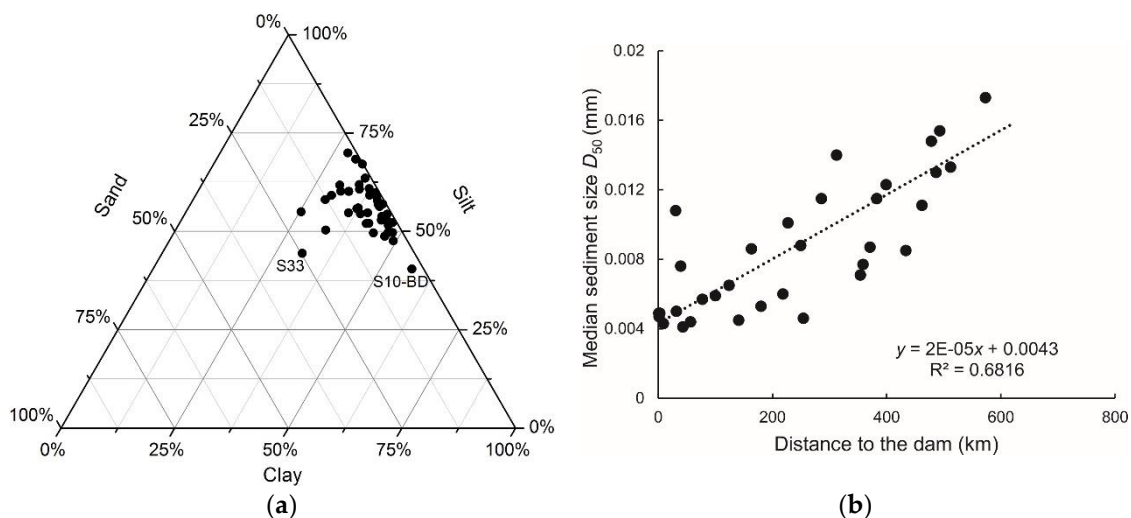 0%
100%
25%
75%
Sand
Silt
50%
50%
S33
S10-BD
75%
25%
100%
0%
0%
25%
50%
75%
100%
Clay
(a)
0.02
0.016
0.012
0.008
0.004
0
Median sediment size D50 (mm)
y = 2E-05x + 0.0043
R² = 0.6816
0
200
400
600
800
Distance to the dam (km)
(b)